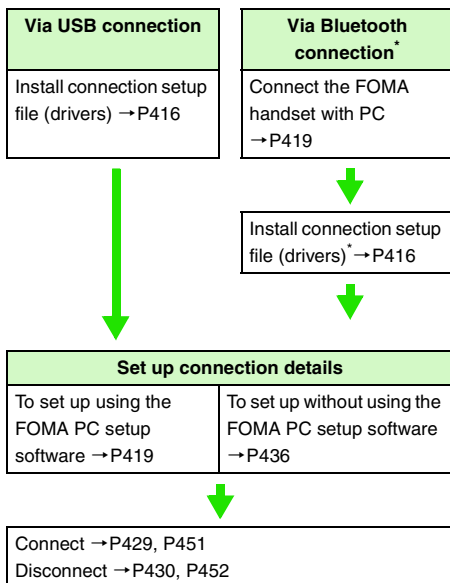 Via USB connection
Install connection setup
file (drivers) →P416
Via Bluetooth
connection*
Connect the FOMA
handset with PC
→P419
Install connection setup
file (drivers)*→P416
Set up connection details
To set up using the
FOMA PC setup
software →P419
To set up without using the
FOMA PC setup software
→P436
Connect →P429, P451
Disconnect →P430, P452